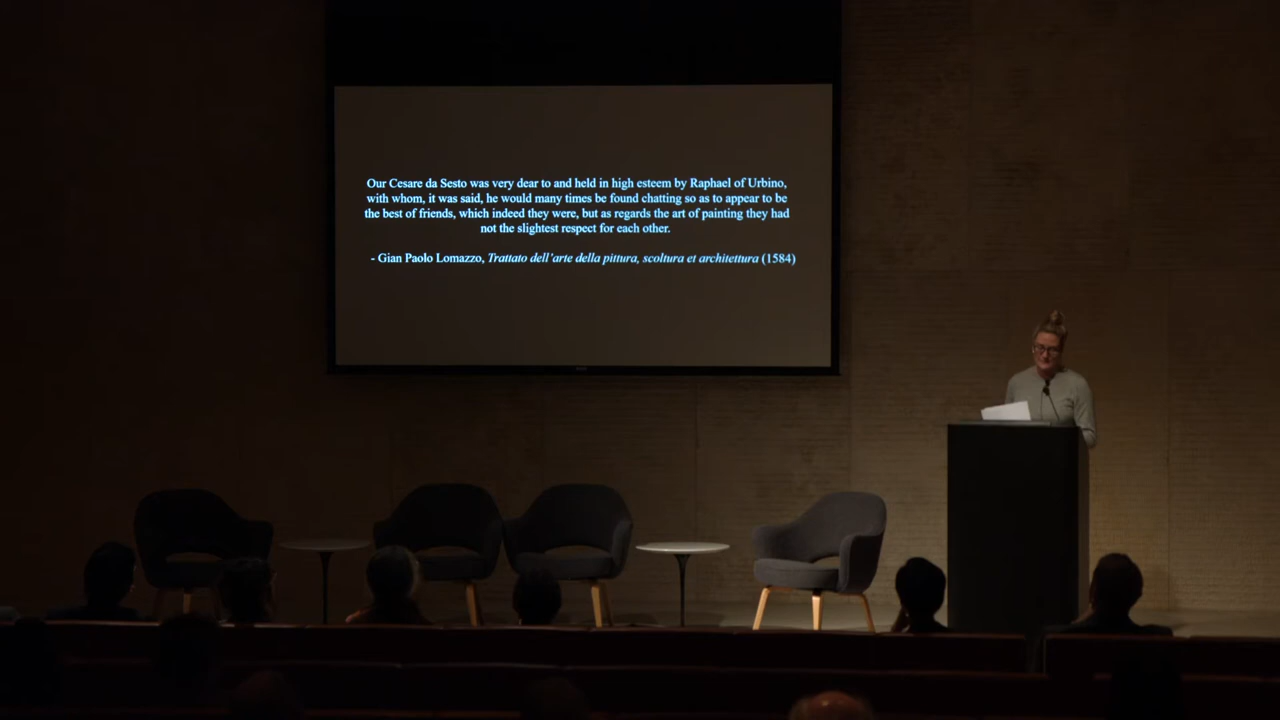 Our Cesare da Sesto was very dear to and held in high esteem by Raphael of Urbino,
with whom, it was said, he would many times be found chatting so as to appear to be
the best of friends, which indeed they were, but as regards the art of painting they had
not the slightest respect for each other.
- Gian Paolo Lomazzo, Trattato dell'arte della pittura, scoltura et architettura (1584)